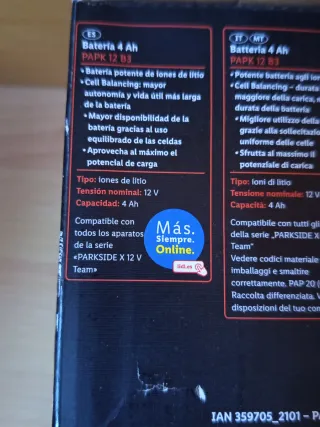 ES
Batería 4 Ah
PAPK 12 B3
• Batería potente de iones de litio
• Cell Balancing: mayor
autonomía y vida útil más larga
de la batería
• Mayor disponibilidad de la
batería gracias al uso
equilibrado de las celdas
• Aprovecha al máximo el
potencial de carga
Tipo: iones de litio
Tensión nominal: 12 V
Capacidad: 4 Ah
Compatible con
todos los aparatos
de la serie
«PARKSIDE X 12 V
Team»
Más.
Siempre.
Online.
lidl.es
IT MT
Batteria 4 Ah
PAPK 12 B3
• Potente batteria agli ion
• Cell Balancing – durata
maggiore della carica, e
durata della batteria
• Migliore utilizzo della
grazie alla sollecitazio
uniforme delle celle
• Sfrutta al massimo il
potenziale di carica
Tipo: ioni di litio
Tensione nominale: 12 V
Capacità: 4 Ah
Compatibile con tutti gli
della serie „PARKSIDE X
Team”
Vedere codici materiale
imballaggi e smaltire
correttamente. PAP 20 (
Raccolta differenziata. V
disposizioni del tuo com
IAN 359705_2101 – Pa